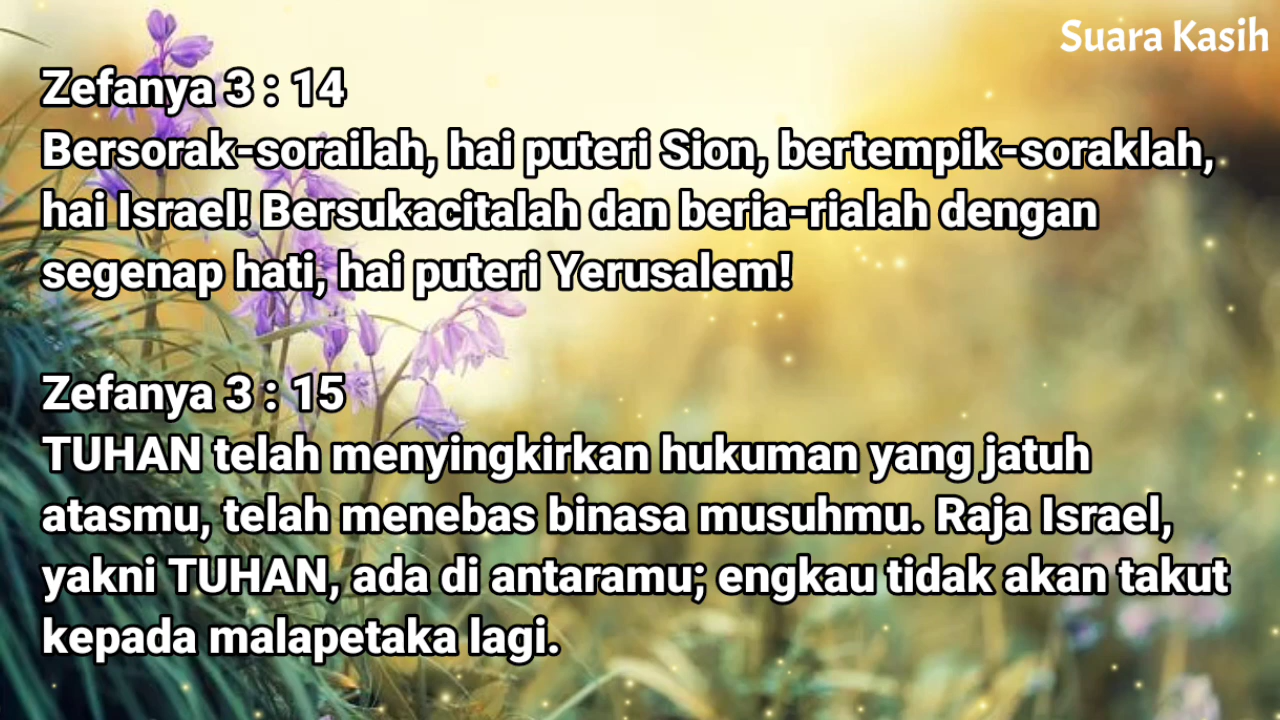 Suara Kasih
Zefanya 3 : 14
Bersorak-sorailah, hai puteri Sion, bertempik-soraklah,
hai Israel! Bersukacitalah dan beria-rialah dengan
segenap hati, hai puteri Yerusalem!
Zefanya 3 : 15
TUHAN telah menyingkirkan hukuman yang jatuh
atasmu, telah menebas binasa musuhmu. Raja Israel,
yakni TUHAN, ada di antaramu; engkau tidak akan takut
kepada malapetaka lagi.